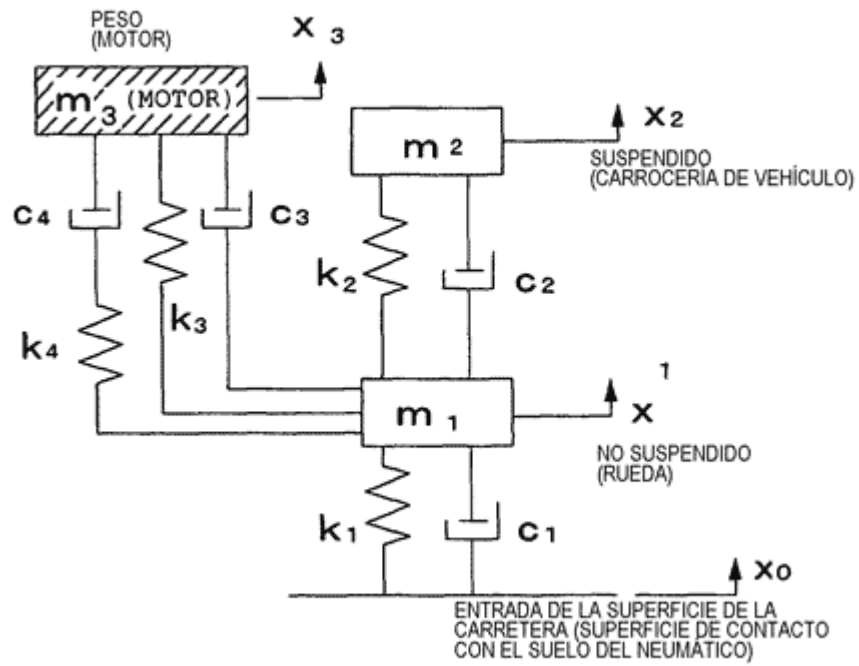 PESO
(MOTOR)
x 3
m 3 (MOTOR)
x2
SUSPENDIDO
(CARROCERÍA DE VEHÍCULO)
m 2
c4
c3
k2
c2
k3
k4
1
x
m 1
NO SUSPENDIDO
(RUEDA)
k1
c1
x0
ENTRADA DE LA SUPERFICIE DE LA
CARRETERA (SUPERFICIE DE CONTACTO
CON EL SUELO DEL NEUMÁTICO)